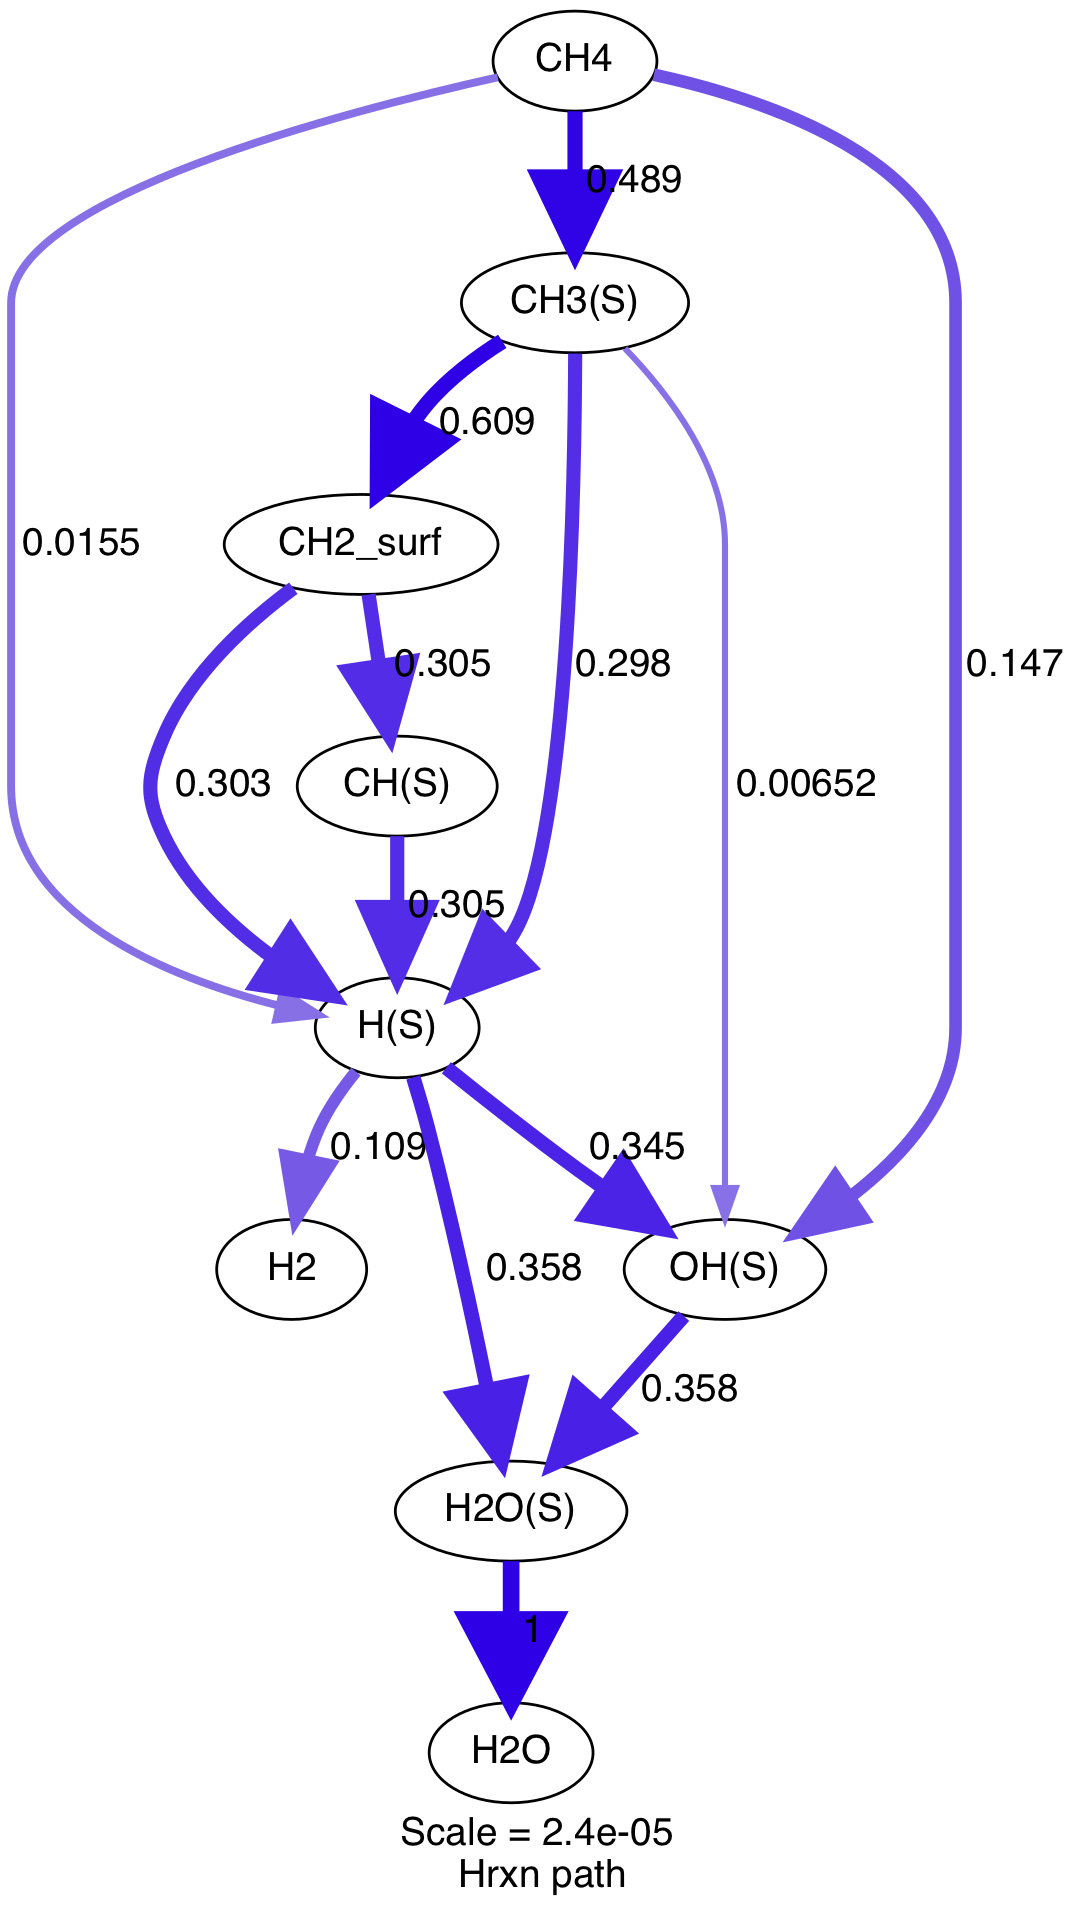 CH4
0.489
CH3(S)
0.609
CH2_surf
0.0155
0.305
0.298
0.147
0.303
CH(S)
0.00652
0.305
H(S)
0.109
0.345
H2
0.358
OH(S)
0.358
H2O(S)
1
H2O
Scale = 2.4e-05
Hrxn path